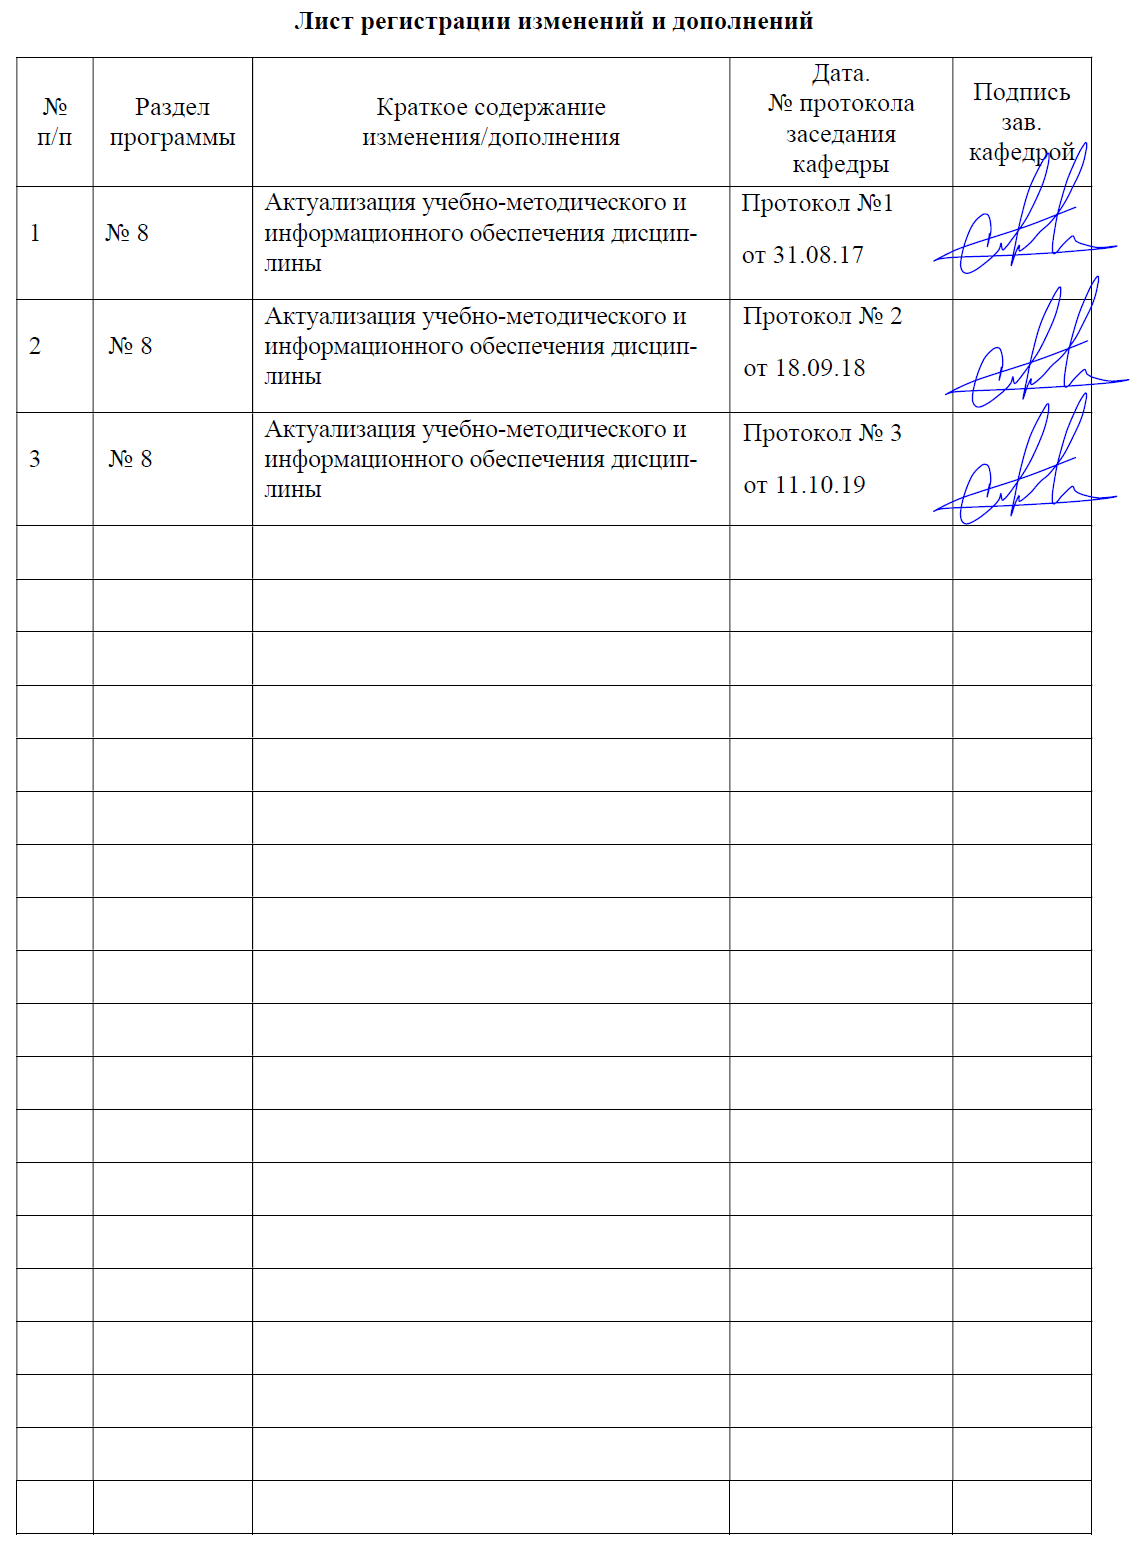 Лист регистрации изменений и дополнений
№
п/п
Раздел
программы
Краткое содержание
изменения/дополнения
Дата.
№ протокола
заседания
кафедры
Подпись
зав.
кафедрой
1
№ 8
Актуализация учебно-методического и
информационного обеспечения дисцип-
лины
Протокол №1
от 31.08.17
2
№ 8
Актуализация учебно-методического и
информационного обеспечения дисцип-
лины
Протокол № 2
от 18.09.18
3
№ 8
Актуализация учебно-методического и
информационного обеспечения дисцип-
лины
Протокол № 3
от 11.10.19